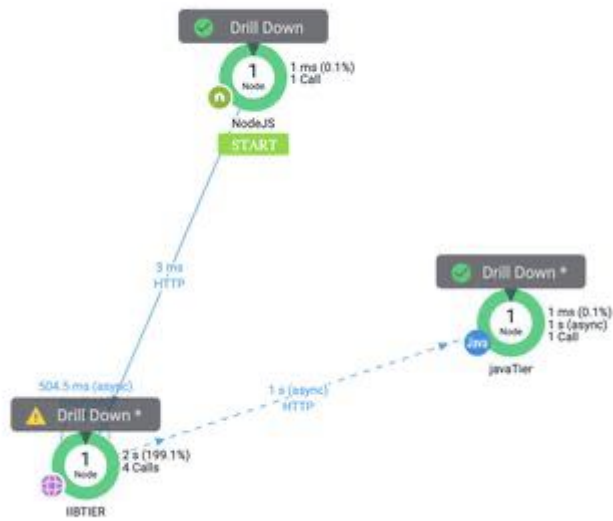 Drill Down
1
Node
1 ms (0.1%)
1 Call
NodeJS
START
3 ms
HTTP
Drill Down *
1
Node
1 ms (0.1%)
1 s (async)
1 Call
Java
javaTier
1 s (async)
HTTP
504.5 ms (async)
Drill Down *
1
Node
2 s (199.1%)
4 Calls
IIBTIER